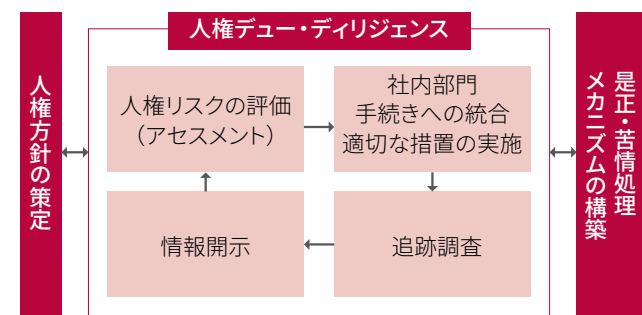 人権デュー・ディリジェンス
人権方針の策定
人権リスクの評価
（アセスメント）
社内部門
手続きへの統合
適切な措置の実施
情報開示
追跡調査
是正・苦情処理
メカニズムの構築